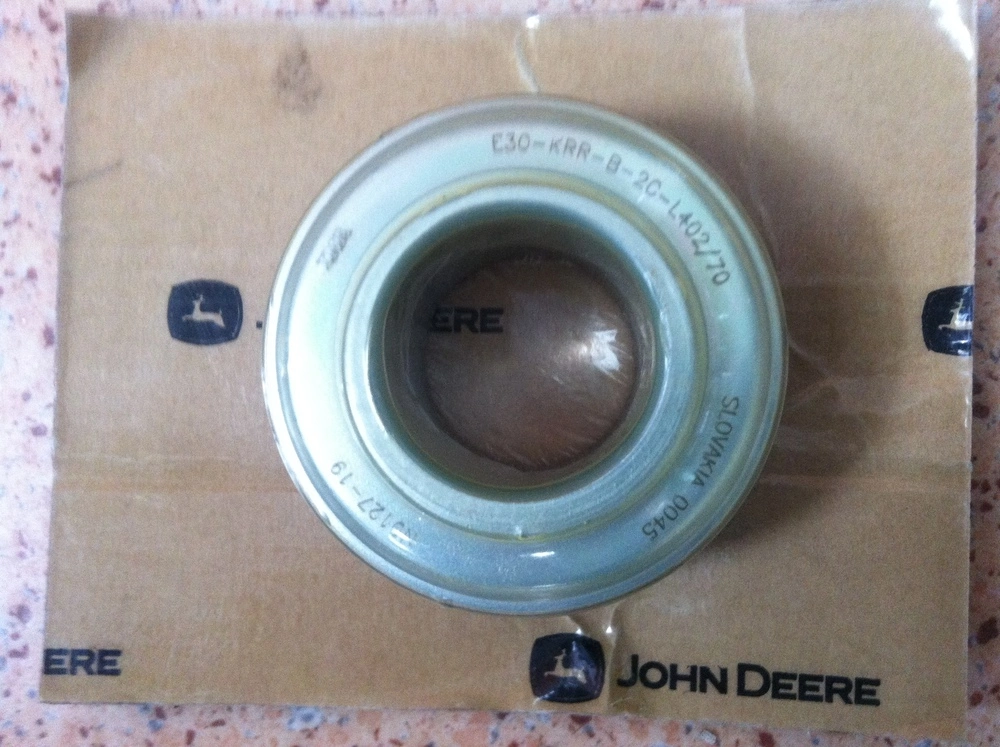 E30-KRR-B-2C-L402/70
SLOVAKIA 0045
127-19
ERE
ERE
JOHN DEERE